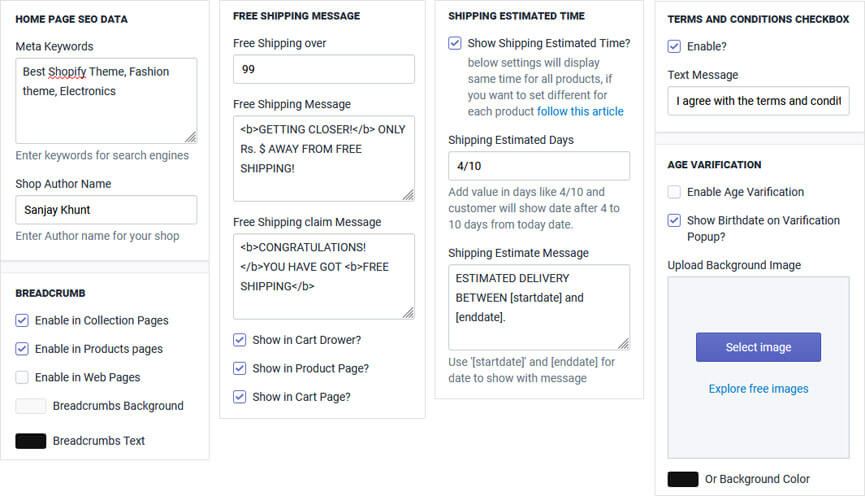 HOME PAGE SEO DATA
Meta Keywords
Best Shopify Theme, Fashion
theme, Electronics
Enter keywords for search engines
Shop Author Name
Sanjay Khunt
Enter Author name for your shop
BREADCRUMB
Enable in Collection Pages
Enable in Products pages
Enable in Web Pages
Breadcrumbs Background
Breadcrumbs Text
FREE SHIPPING MESSAGE
Free Shipping over
99
Free Shipping Message
<b>GETTING CLOSER!</b> ONLY
Rs. $ AWAY FROM FREE
SHIPPING!
Free Shipping claim Message
<b>CONGRATULATIONS!
</b>YOU HAVE GOT <b>FREE
SHIPPING</b>
Show in Cart Drower?
Show in Product Page?
Show in Cart Page?
SHIPPING ESTIMATED TIME
Show Shipping Estimated Time?
below settings will display
same time for all products, if
you want to set different for
each product follow this article
Shipping Estimated Days
4/10
Add value in days like 4/10 and
customer will show date after 4 to
10 days from today date.
Shipping Estimate Message
ESTIMATED DELIVERY
BETWEEN [startdate] and
[enddate].
Use '[startdate]' and [enddate] for
date to show with message
TERMS AND CONDITIONS CHECKBOX
Enable?
Text Message
I agree with the terms and condit
AGE VARIFICATION
Enable Age Varification
Show Birthdate on Varification
Popup?
Upload Background Image
Select image
Explore free images
Or Background Color